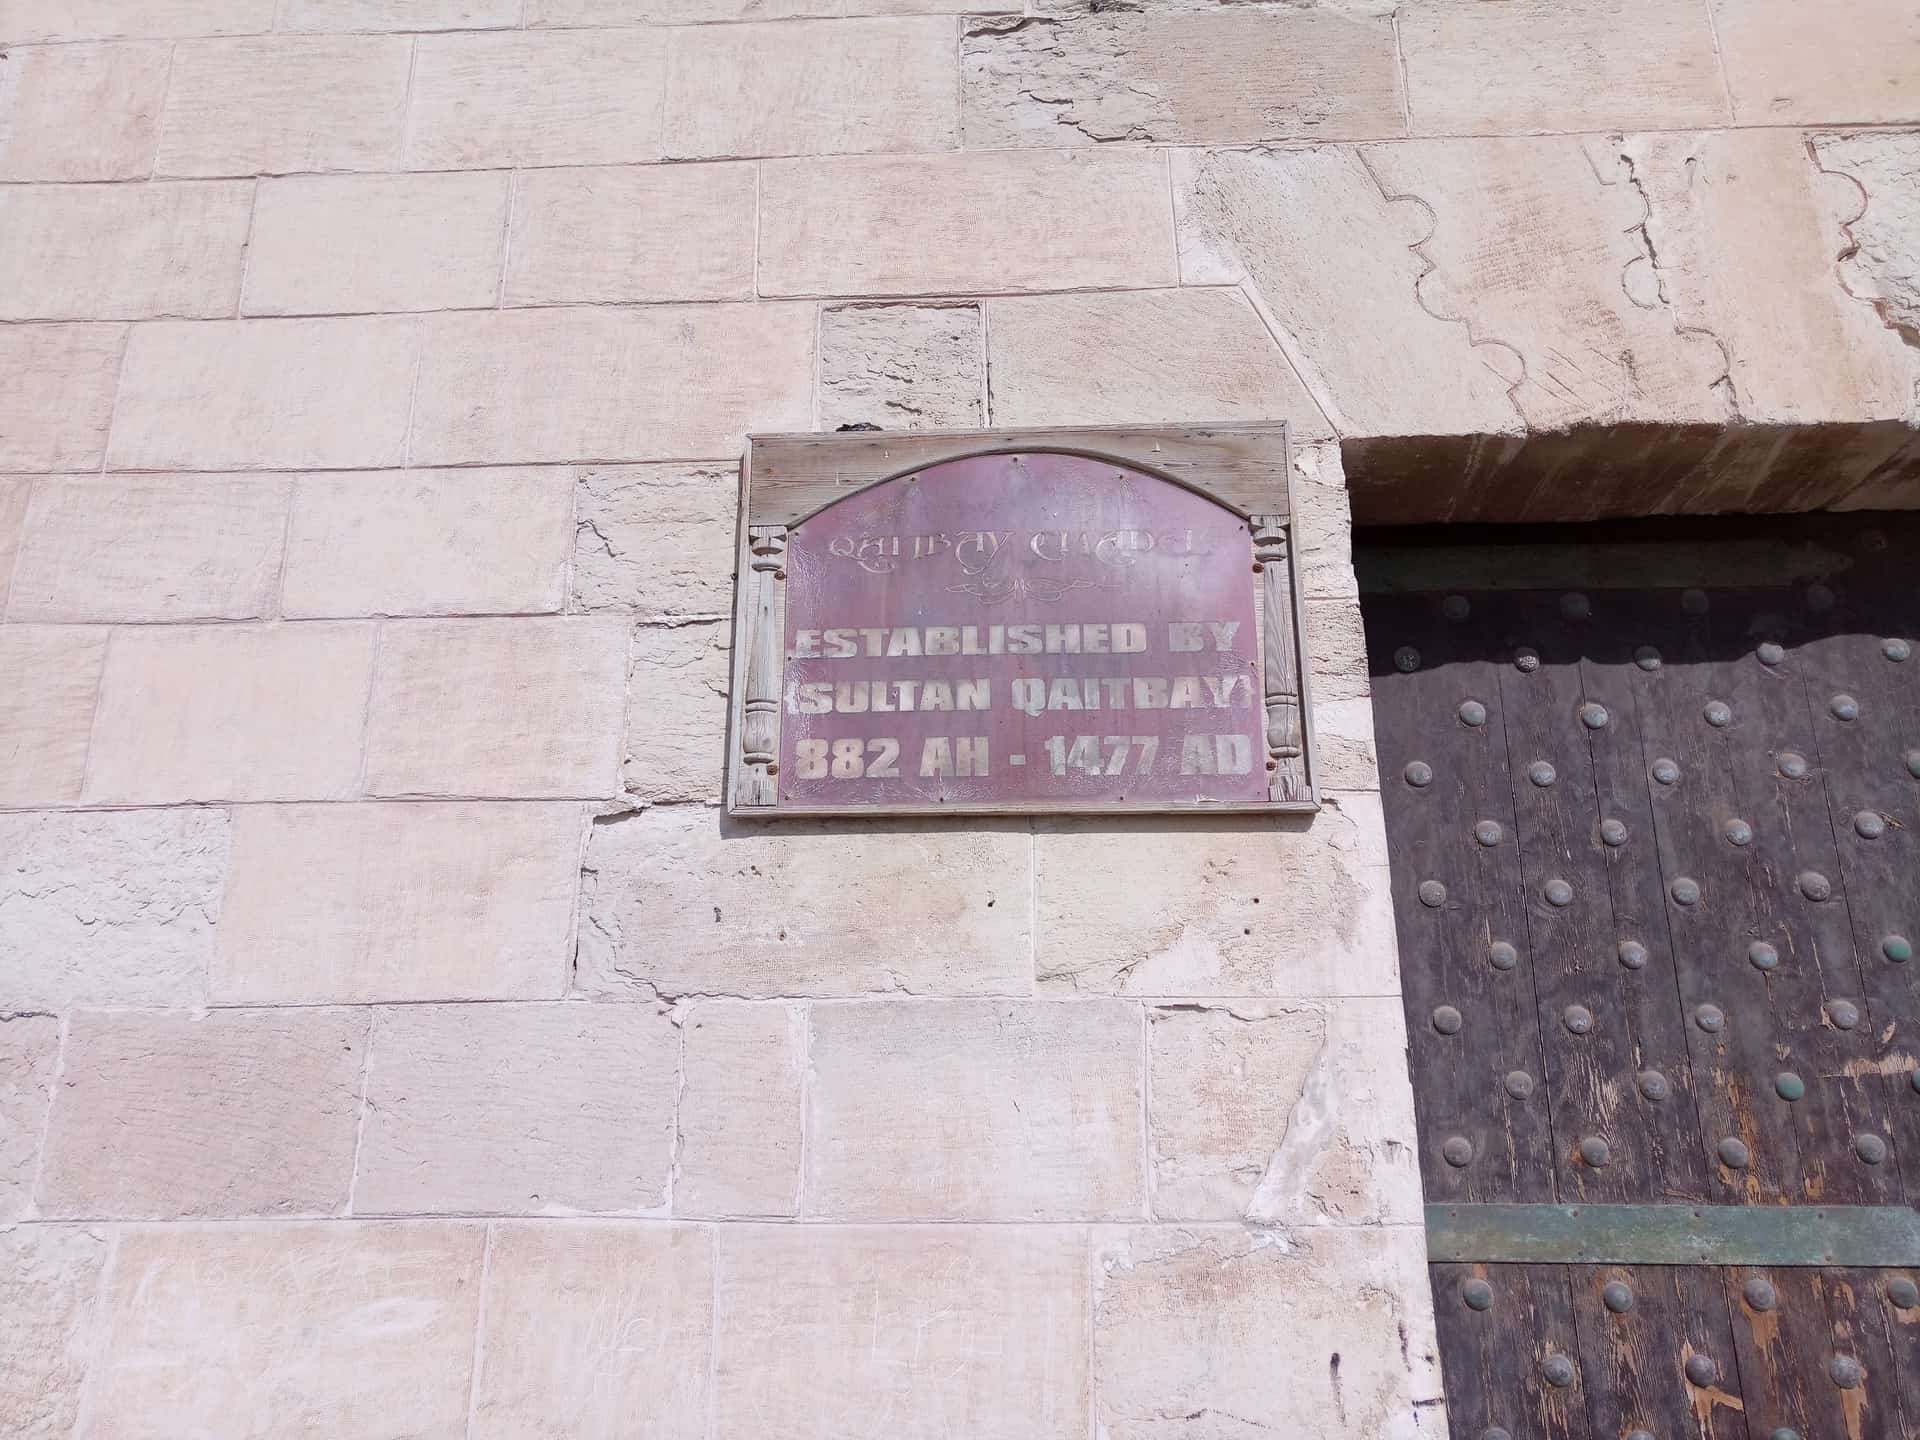 QAITBAY CITADEL
ESTABLISHED BY
(SULTAN QAITBAY)
882 AH - 1477 AD